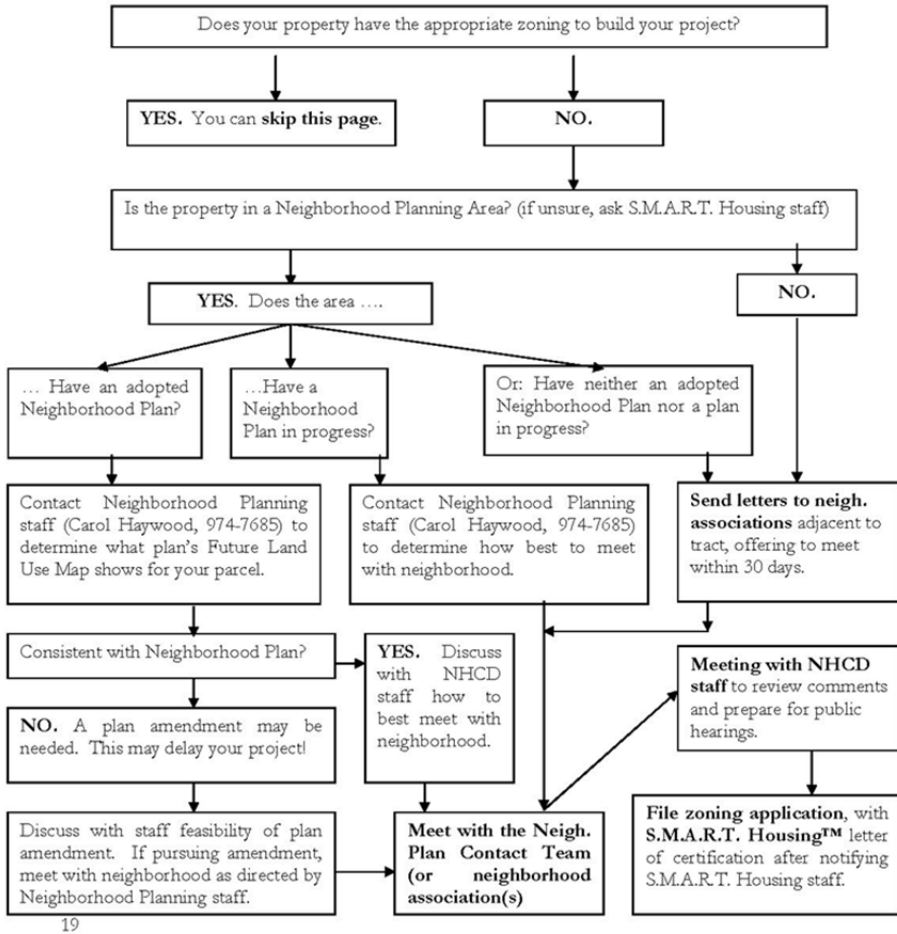 Does your property have the appropriate zoning to build your project?
YES. You can skip this page.
NO.
Is the property in a Neighborhood Planning Area? (if unsure, ask S.M.A.R.T. Housing staff)
YES. Does the area ….
NO.
… Have an adopted
Neighborhood Plan?
…Have a
Neighborhood
Plan in progress?
Or: Have neither an adopted
Neighborhood Plan nor a plan
in progress?
Contact Neighborhood Planning
staff (Carol Haywood, 974-7685) to
determine what plan's Future Land
Use Map shows for your parcel.
Contact Neighborhood Planning
staff (Carol Haywood, 974-7685)
to determine how best to meet
with neighborhood.
Send letters to neigh.
associations adjacent to
tract, offering to meet
within 30 days.
Consistent with Neighborhood Plan?
YES. Discuss
with NHCD
staff how to
best meet with
neighborhood.
Meeting with NHCD
staff to review comments
and prepare for public
hearings.
NO. A plan amendment may be
needed. This may delay your project!
Discuss with staff feasibility of plan
amendment. If pursuing amendment,
meet with neighborhood as directed by
Neighborhood Planning staff.
Meet with the Neigh.
Plan Contact Team
(or neighborhood
association(s)
File zoning application, with
S.M.A.R.T. Housing™ letter
of certification after notifying
S.M.A.R.T. Housing staff.
19